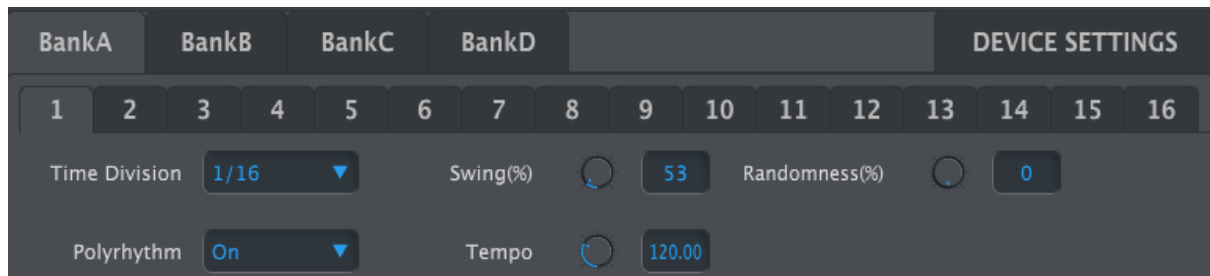 BankA BankB BankC BankD DEVICE SETTINGS
1 2 3 4 5 6 7 8 9 10 11 12 13 14 15 16
Time Division 1/16 Swing(%) 53 Randomness(%) 0
Polyrhythm On Tempo 120.00